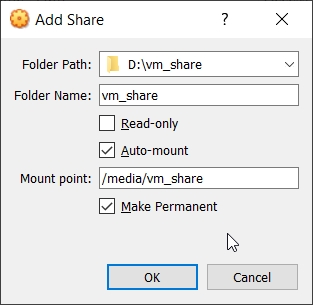 Add Share
Folder Path: D:\vm_share
Folder Name: vm_share
Read-only
Auto-mount
Mount point: /media/vm_share
Make Permanent
OK Cancel